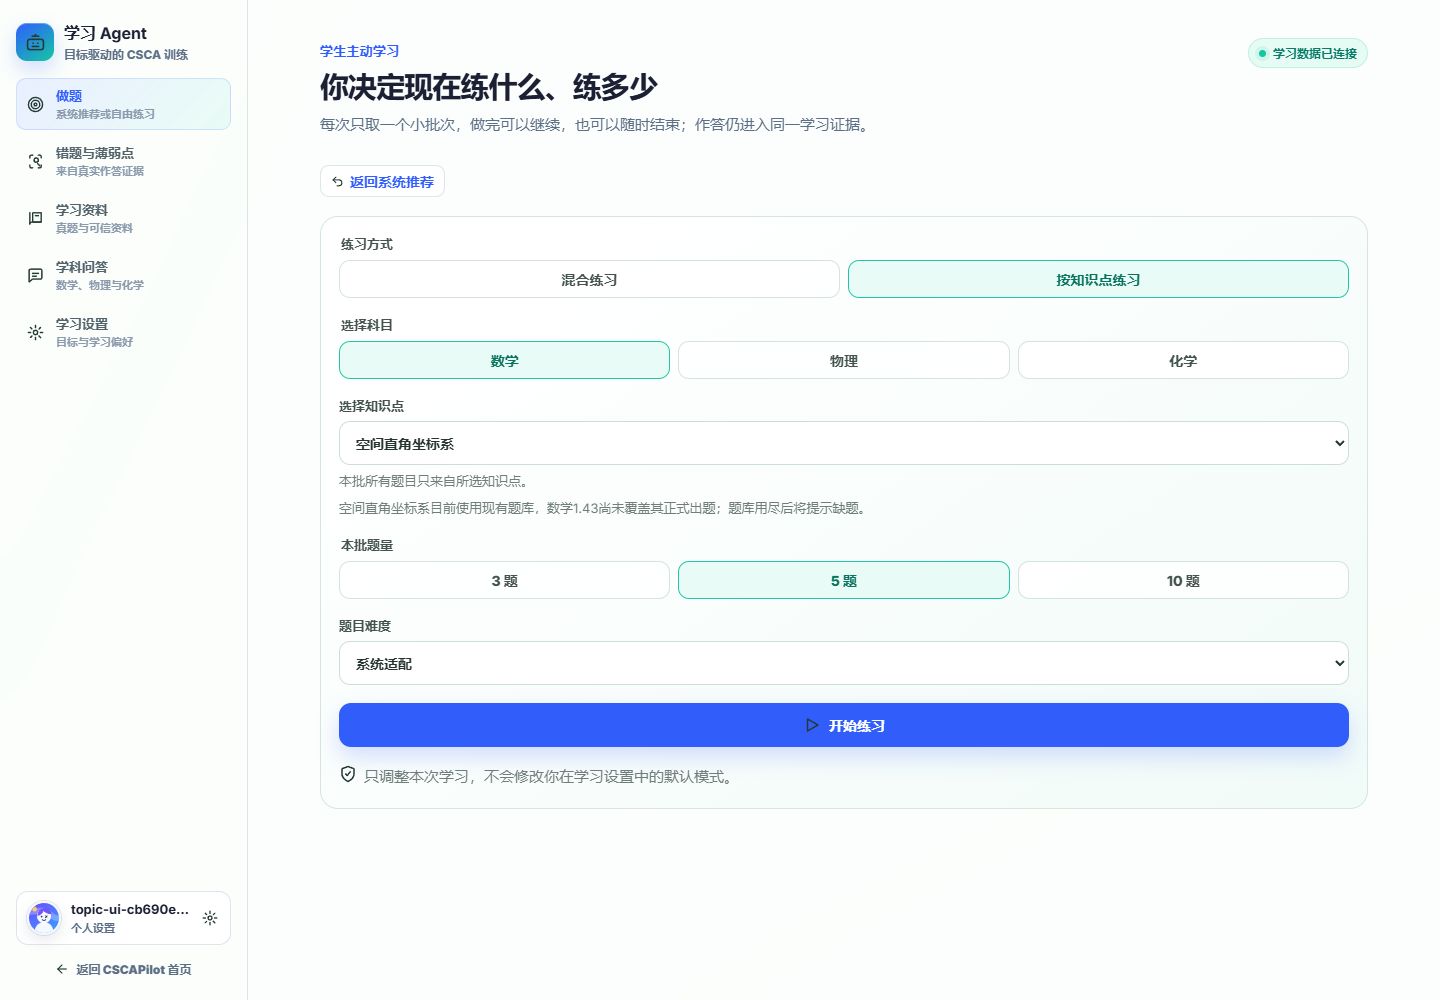 学习 Agent
目标驱动的 CSCA 训练
做题
系统推荐或自由练习
错题与薄弱点
来自真实作答证据
学习资料
真题与可信资料
学科问答
数学、物理与化学
学习设置
目标与学习偏好
topic-ui-cb690e...
个人设置
返回 CSCAPilot 首页
学生主动学习
学习数据已连接
你决定现在练什么、练多少
每次只取一个小批次，做完可以继续，也可以随时结束；作答仍进入同一学习证据。
返回系统推荐
练习方式
混合练习
按知识点练习
选择科目
数学
物理
化学
选择知识点
空间直角坐标系
本批所有题目只来自所选知识点。
空间直角坐标系目前使用现有题库，数学1.43尚未覆盖其正式出题；题库用尽后将提示缺题。
本批题量
3 题
5 题
10 题
题目难度
系统适配
开始练习
只调整本次学习，不会修改你在学习设置中的默认模式。